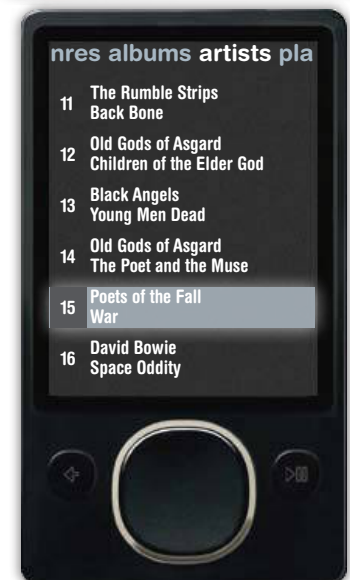 nres albums artists pla
11
The Rumble Strips
Back Bone
12
Old Gods of Asgard
Children of the Elder God
13
Black Angels
Young Men Dead
14
Old Gods of Asgard
The Poet and the Muse
15
Poets of the Fall
War
16
David Bowie
Space Oddity